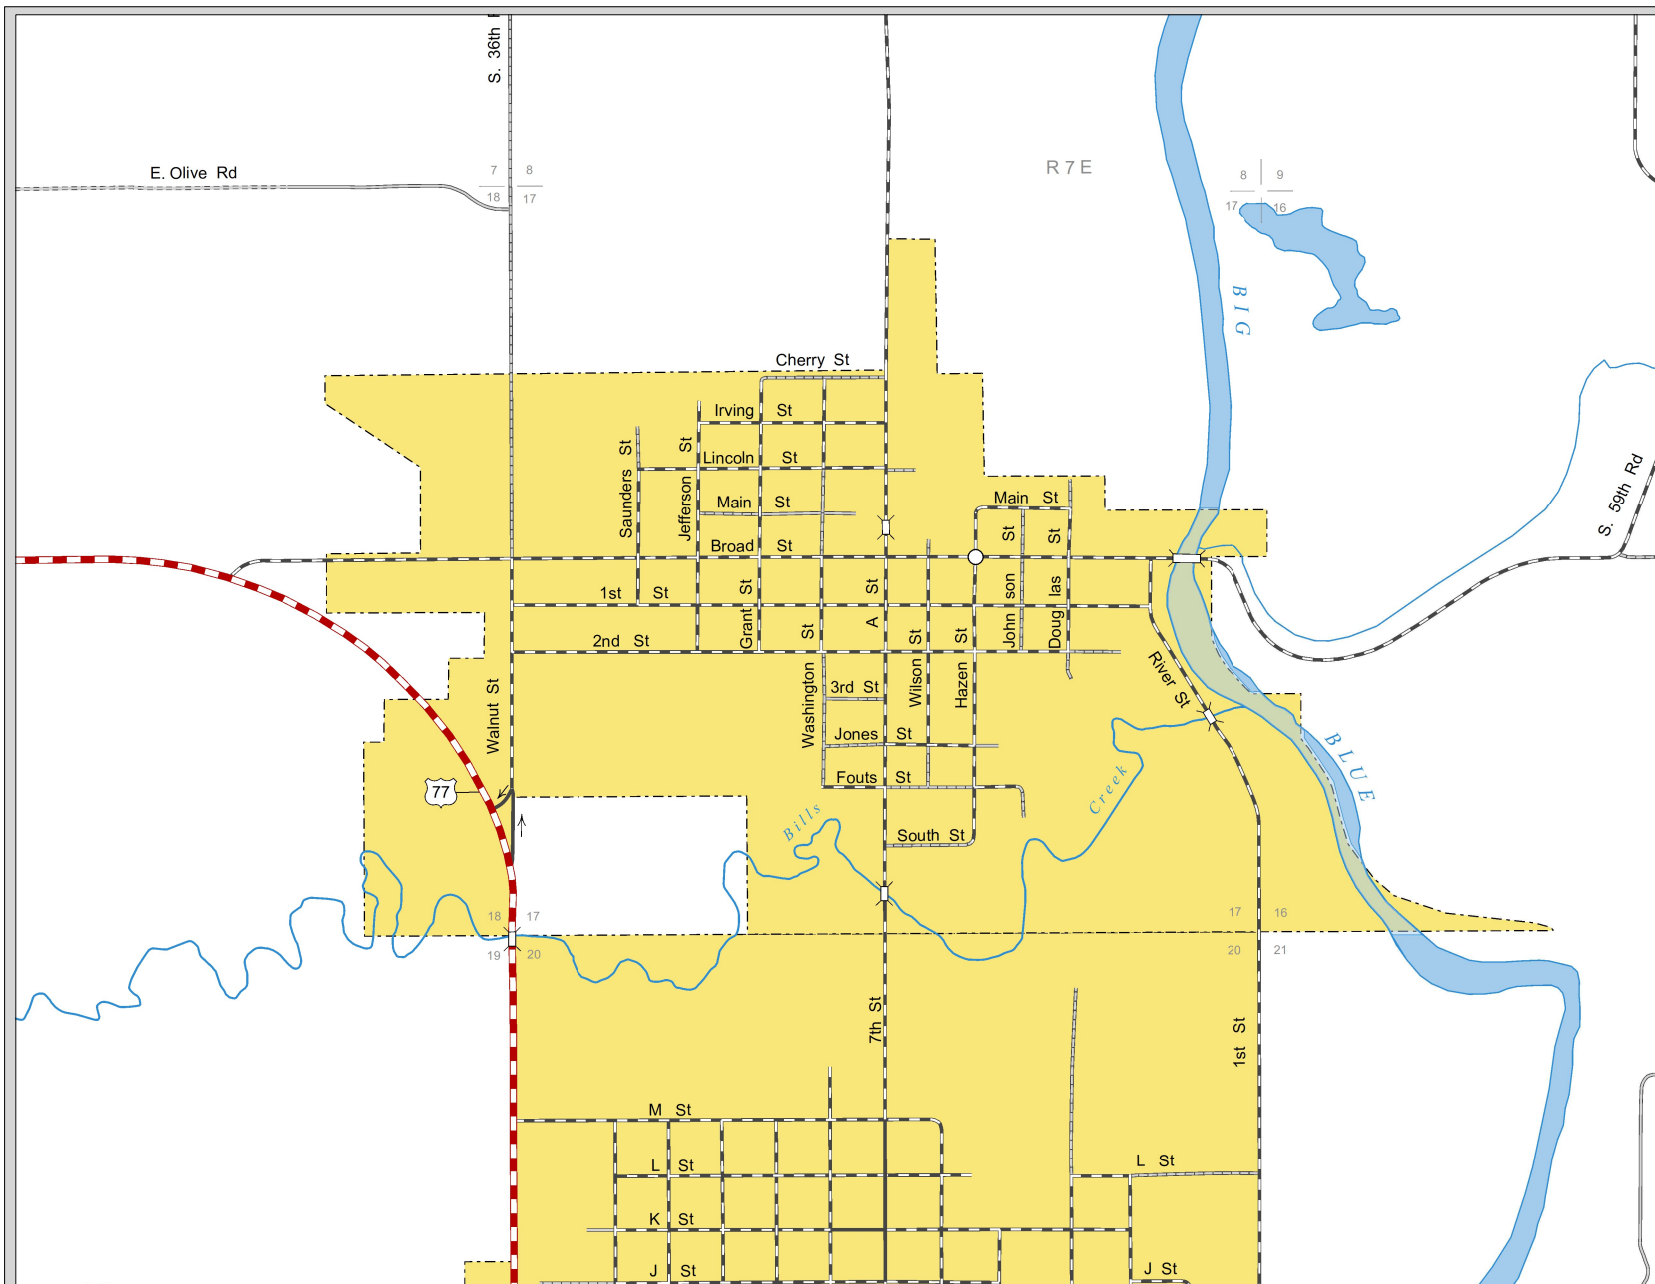 S. 36th
E. Olive Rd
7
8
18
17
R 7 E
8
9
17
16
BIG
Cherry St
Irving St
Lincoln St
Main St
Main St
Broad St
1st St
2nd St
3rd St
Jones St
Fouts St
South St
Saunders St
Jefferson St
Grant St
Washington St
A St
Wilson St
Hazen St
John son St
Doug las St
River St
S. 59th Rd
Walnut St
77
Bills
Creek
BLUE
18
17
19
20
17
16
20
21
7th St
1st St
M St
L St
L St
K St
J St
J St